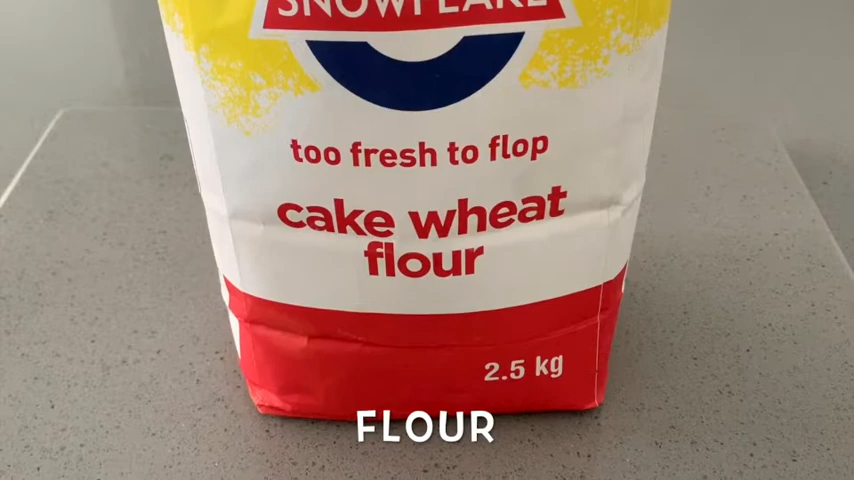 SNOWFLAKE
too fresh to flop
cake wheat
flour
2.5 kg
FLOUR